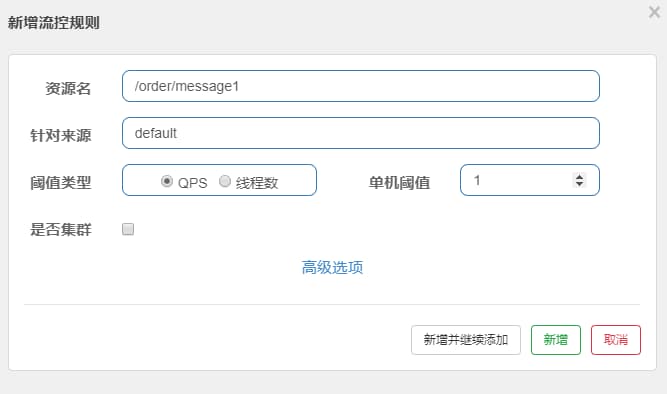 新增流控规则
×
资源名 /order/message1
针对来源 default
阈值类型 QPS 线程数 单机阈值 1
是否集群
高级选项
新增并继续添加 新增 取消